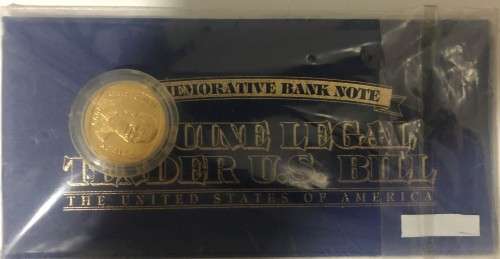 MEMORATIVE BANK NOTE
UINE LEGAL
TENDER U.S. BILL
THE UNITED STATES OF AMERICA